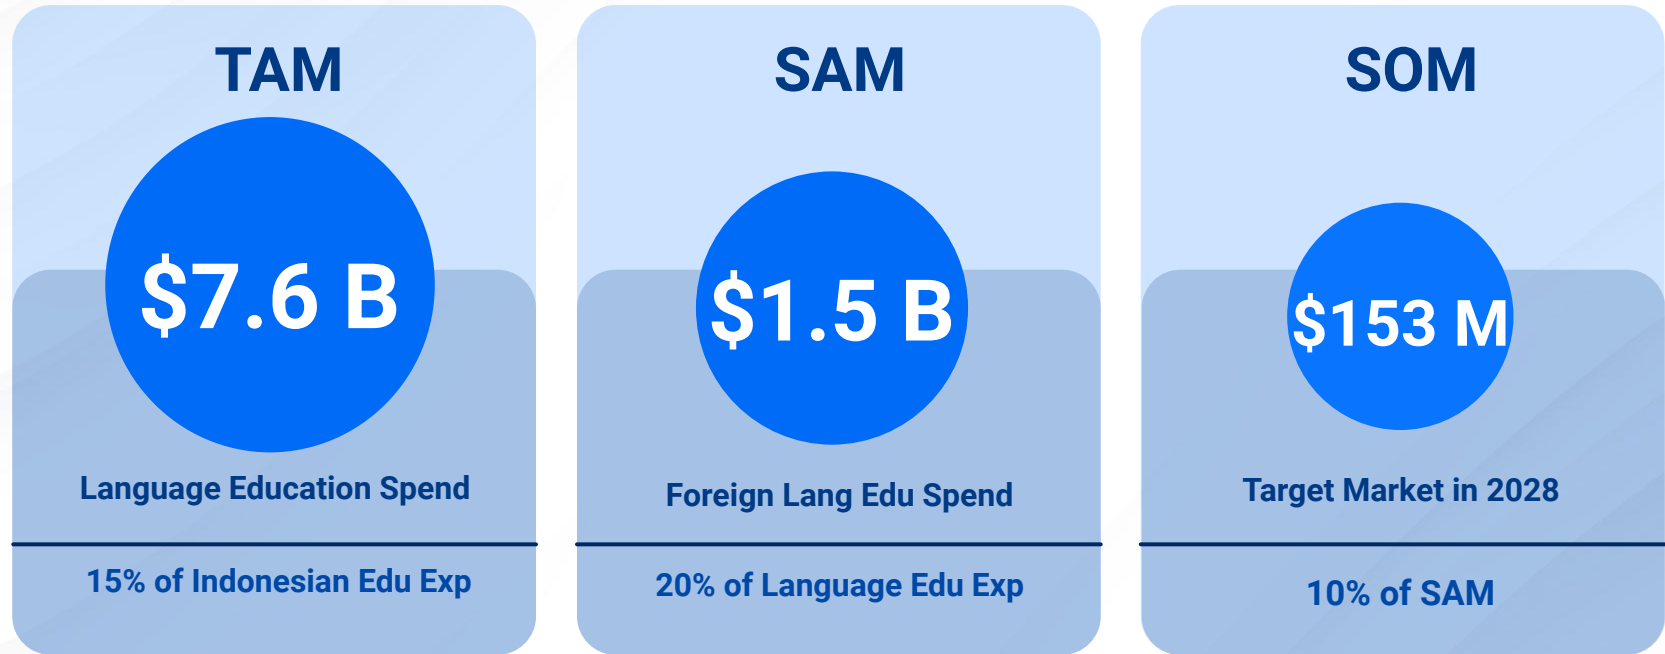 TAM
$7.6 B
Language Education Spend
15% of Indonesian Edu Exp
SAM
$1.5 B
Foreign Lang Edu Spend
20% of Language Edu Exp
SOM
$153 M
Target Market in 2028
10% of SAM